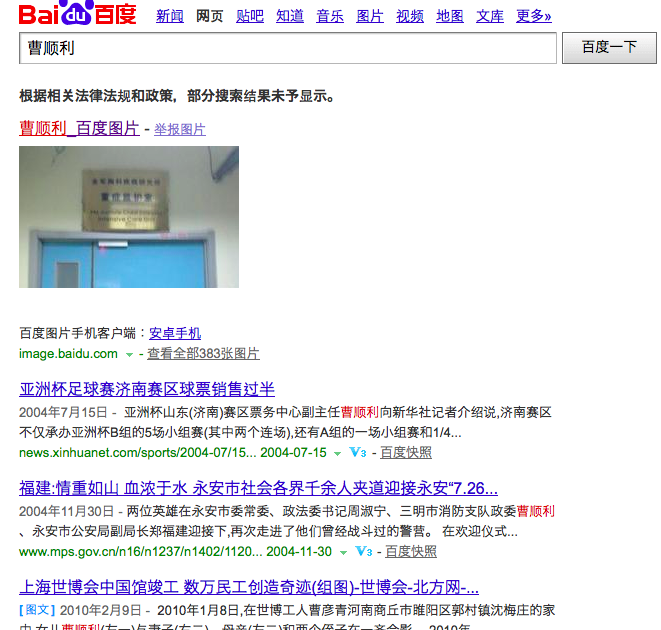 Bai du 百度 新闻 网页 贴吧 知道 音乐 图片 视频 地图 文库 更多»
曹顺利 百度一下
根据相关法律法规和政策，部分搜索结果未予显示。
曹顺利_百度图片 - 举报图片
重症监护室
Intensive Care Unit
百度图片手机客户端：安卓手机
image.baidu.com - 查看全部383张图片
亚洲杯足球赛济南赛区球票销售过半
2004年7月15日 - 亚洲杯山东(济南)赛区票务中心副主任曹顺利向新华社记者介绍说,济南赛区
不仅承办亚洲杯B组的5场小组赛(其中两个连场),还有A组的一场小组赛和1/4...
news.xinhuanet.com/sports/2004-07/15... 2004-07-15 V3 - 百度快照
福建:情重如山 血浓于水 永安市社会各界千余人夹道迎接永安“7.26...
2004年11月30日 - 两位英雄在永安市委常委、政法委书记周淑宁、三明市消防支队政委曹顺利
、永安市公安局副局长郑福建迎接下,再次走进了他们曾经战斗过的警营。 在欢迎仪式...
www.mps.gov.cn/n16/n1237/n1402/1120... 2004-11-30 V3 - 百度快照
上海世博会中国馆竣工 数万民工创造奇迹(组图)-世博会-北方网-...
[图文] 2010年2月9日 - 2010年1月8日,在世博工人曹彦青河南商丘市睢阳区郭村镇沈梅庄的家
中,女儿曹顺利(左一)与妻子(左二)、母亲(右二)和两个侄子在一齐合影。 2010年